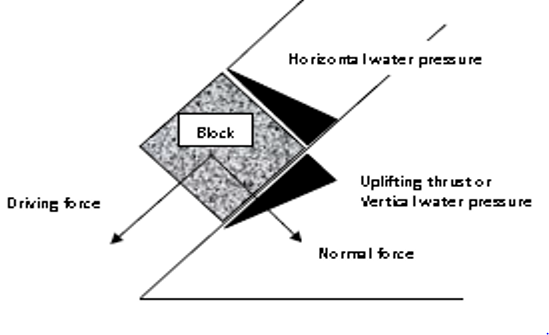 Horizontal water pressure
Block
Uplifting thrust or
Vertical water pressure
Driving force
Normal force